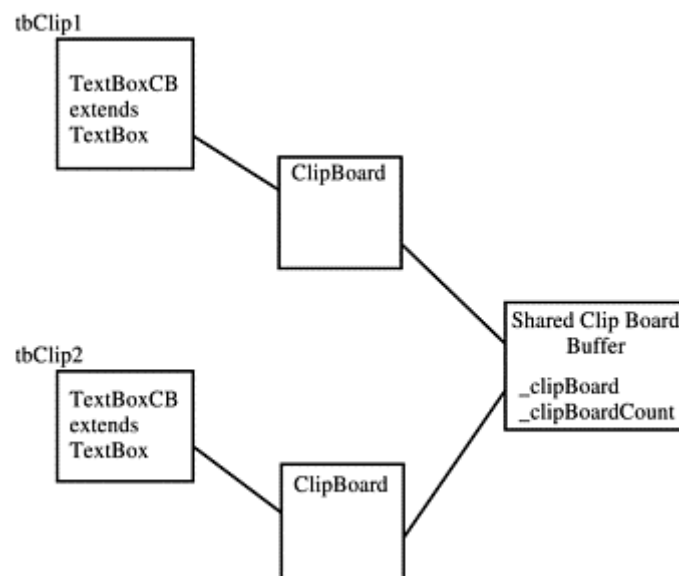 tbClip1
TextBoxCB
extends
TextBox
ClipBoard
Shared Clip Board
Buffer
_clipBoard
_clipBoardCount
tbClip2
TextBoxCB
extends
TextBox
ClipBoard